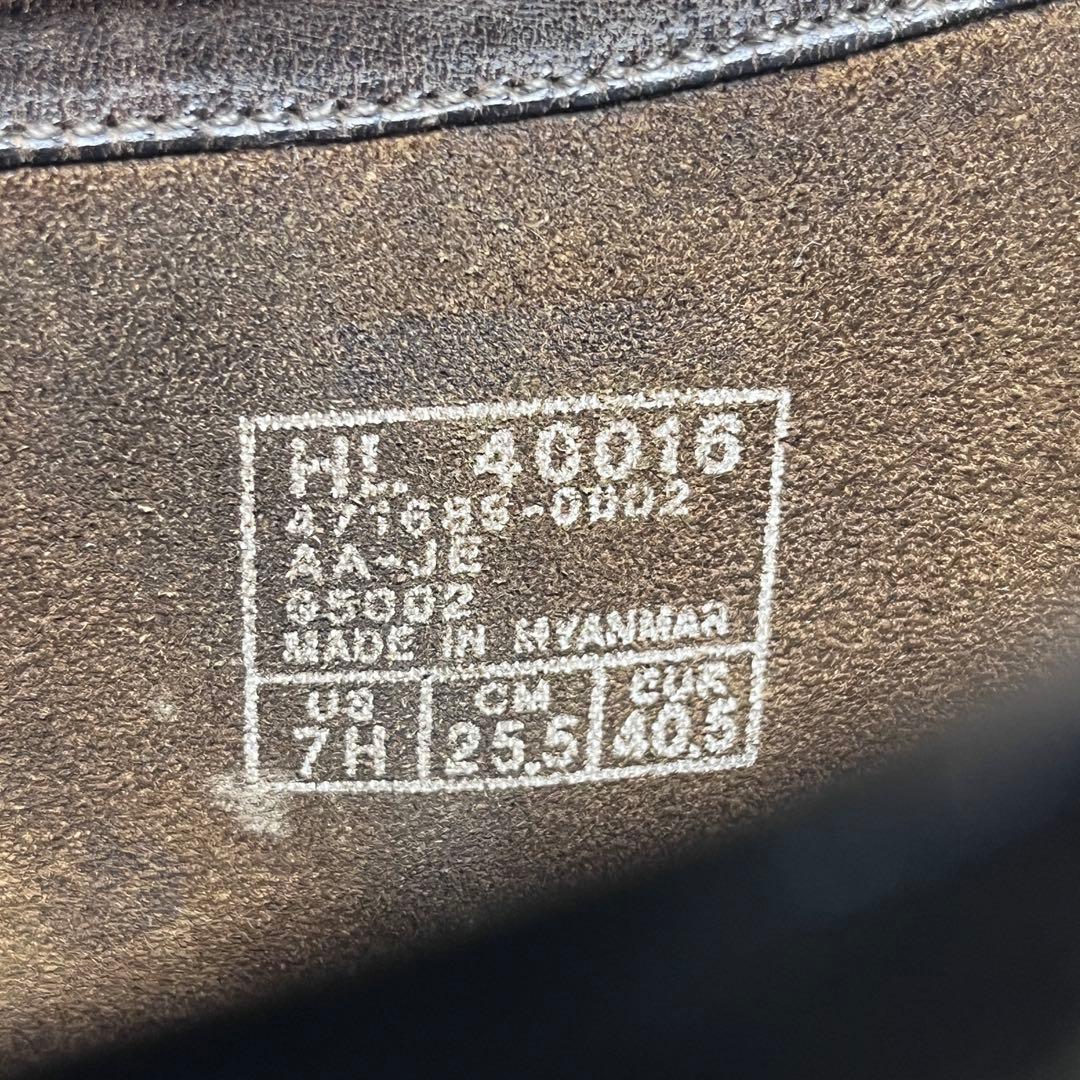 HL 40016
471685-0002
AA-JE
65002
MADE IN MYANMAR
US CM EUR
7H 25.5 40.5